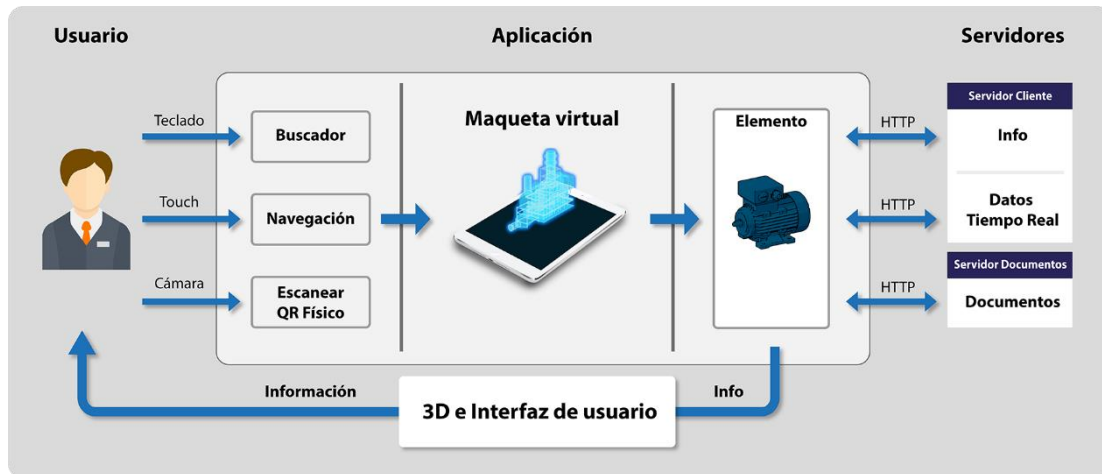 Usuario
Aplicación
Servidores
Teclado
Buscador
Touch
Navegación
Cámara
Escanear
QR Físico
Maqueta virtual
Elemento
HTTP
HTTP
HTTP
Servidor Cliente
Info
Datos
Tiempo Real
Servidor Documentos
Documentos
Información
3D e Interfaz de usuario
Info